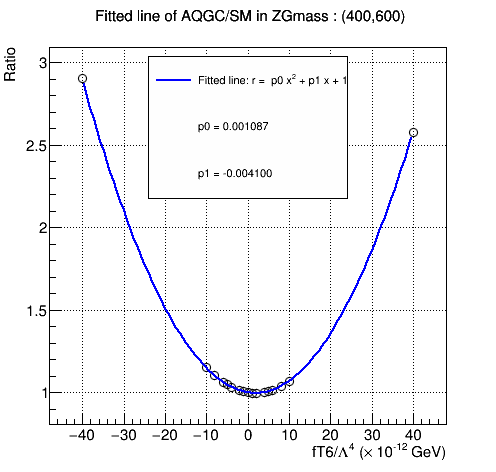 Fitted line of AQGC/SM in ZGmass : (400,600)
Ratio
3
2.5
2
1.5
1
Fitted line: r = p0 x² + p1 x + 1
p0 = 0.001087
p1 = -0.004100
−40 −30 −20 −10 0 10 20 30 40
fT6/Λ⁴ (× 10⁻¹² GeV)